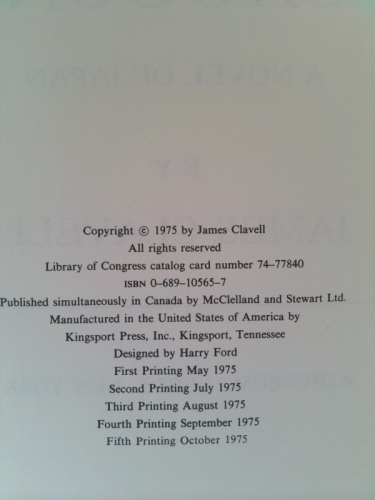 Copyright © 1975 by James Clavell
All rights reserved
Library of Congress catalog card number 74–77840
ISBN 0–689–10565–7
Published simultaneously in Canada by McClelland and Stewart Ltd.
Manufactured in the United States of America by
Kingsport Press, Inc., Kingsport, Tennessee
Designed by Harry Ford
First Printing May 1975
Second Printing July 1975
Third Printing August 1975
Fourth Printing September 1975
Fifth Printing October 1975